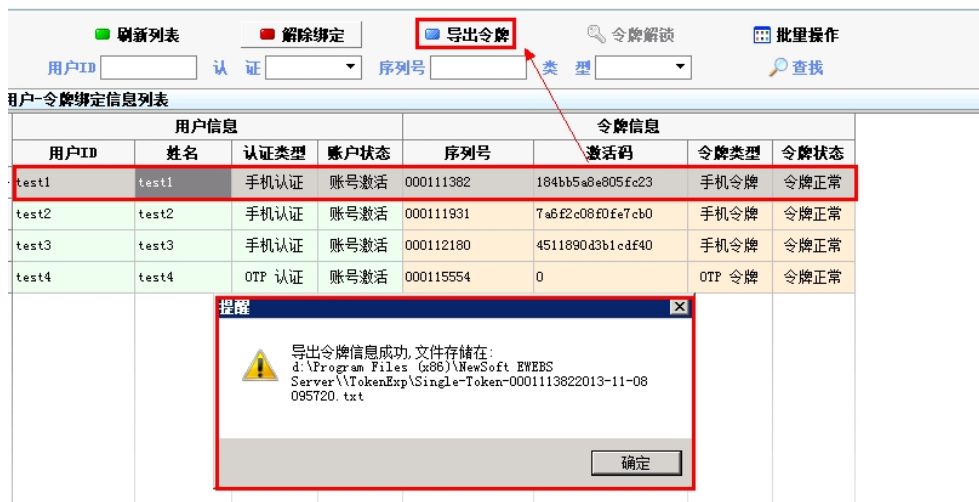 刷新列表 解除绑定 导出令牌 令牌解锁 批量操作
用户ID 认 证 序列号 类 型 查找
用户-令牌绑定信息列表
用户信息 令牌信息
用户ID 姓名 认证类型 账户状态 序列号 激活码 令牌类型 令牌状态
test1 test1 手机认证 账号激活 000111382 184bb5a8e805fc23 手机令牌 令牌正常
test2 test2 手机认证 账号激活 000111931 7a6f2c08f0fe7cb0 手机令牌 令牌正常
test3 test3 手机认证 账号激活 000112180 4511890d3b1cdf40 手机令牌 令牌正常
test4 test4 OTP 认证 账号激活 000115554 0 OTP 令牌 令牌正常
提醒
导出令牌信息成功,文件存储在:
d:\Program Files (x86)\NewSoft EWEBS
Server\\TokenExp\Single-Token-0001113822013-11-08
095720.txt
确定